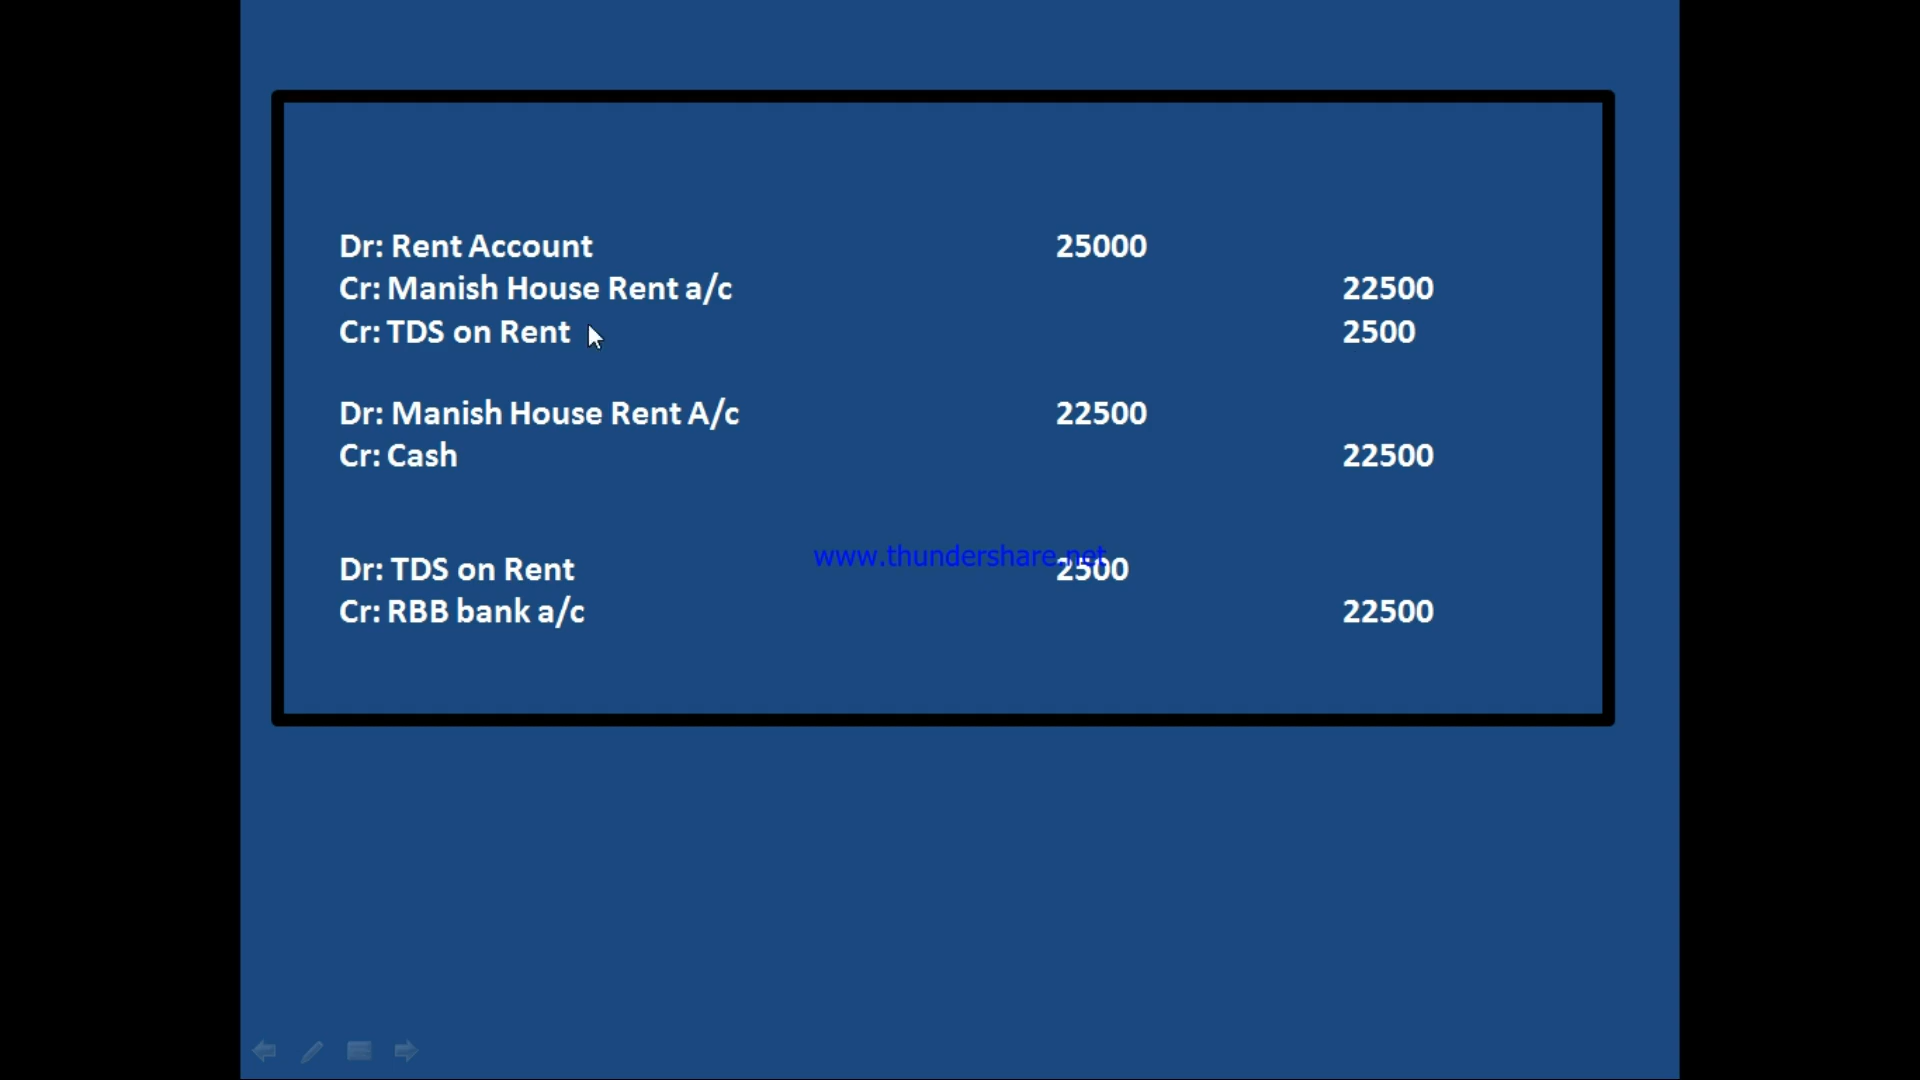 Dr: Rent Account 25000
Cr: Manish House Rent a/c 22500
Cr: TDS on Rent 2500
Dr: Manish House Rent A/c 22500
Cr: Cash 22500
www.thundershare.net
Dr: TDS on Rent 2500
Cr: RBB bank a/c 22500